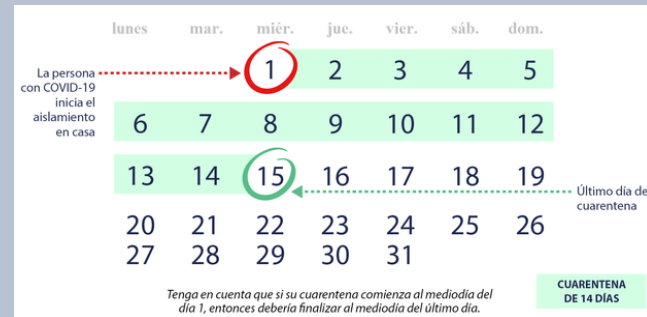 lunes mar. miér. jue. vier. sáb. dom.
La persona
con COVID-19
inicia el
aislamiento
en casa
1 2 3 4 5
6 7 8 9 10 11 12
13 14 15 16 17 18 19
Último día de
cuarentena
20 21 22 23 24 25 26
27 28 29 30 31
Tenga en cuenta que si su cuarentena comienza al mediodía del
día 1, entonces debería finalizar al mediodía del último día.
CUARENTENA
DE 14 DÍAS